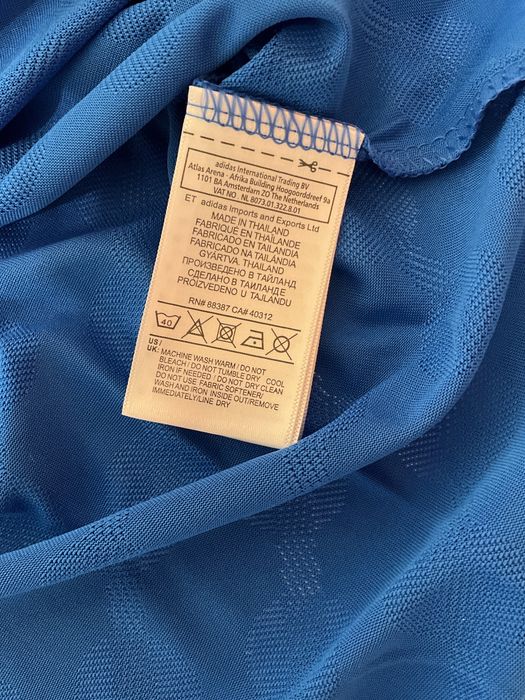 adidas International Trading BV
Atlas Arena - Afrika Building Hoogoorddreef 9a
1101 BA Amsterdam ZO The Netherlands
VAT NO . NL 8073.01.322.8.01
ET adidas Imports and Exports Ltd
MADE IN THAILAND
FABRIQUÉ EN THAÏLANDE
FABRICADO EN TAILANDIA
FABRICADO NA TAILÂNDIA
GYÁRTVA: THAILAND
ПРОИЗВЕДЕНО В ТАЙЛАНД
СДЕЛАНО В ТАИЛАНДЕ
PROIZVEDENO U TAJLANDU
RN# 88387 CA# 40312
40
US /
UK: MACHINE WASH WARM / DO NOT
BLEACH / DO NOT TUMBLE DRY COOL
IRON IF NEEDED / DO NOT DRY CLEAN
DO NOT USE FABRIC SOFTENER/
WASH AND IRON INSIDE OUT/REMOVE
IMMEDIATELY/LINE DRY